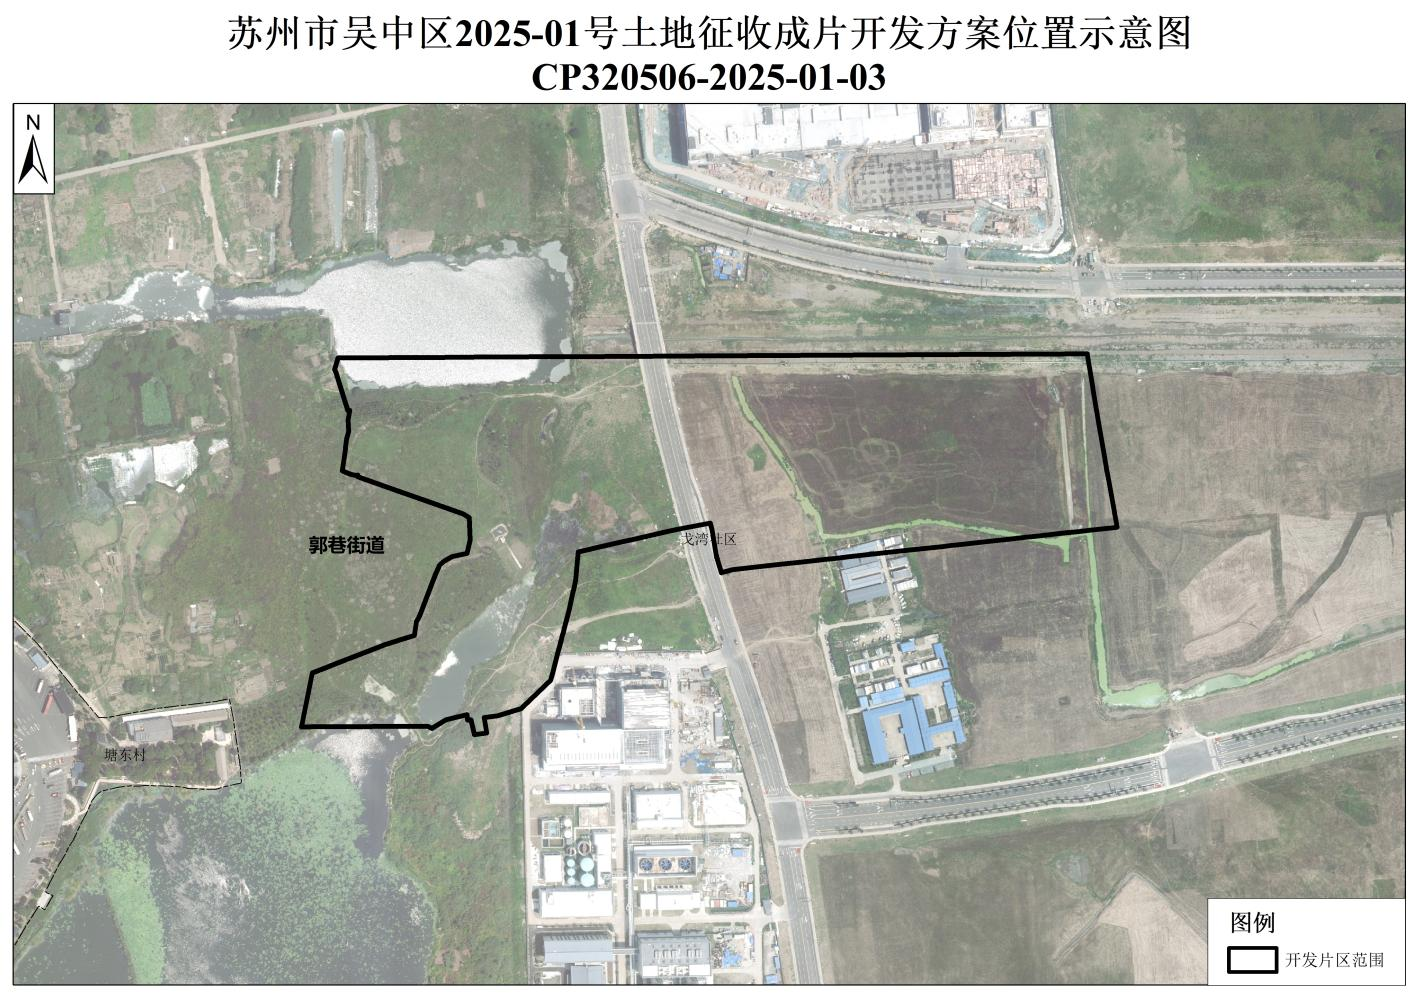 苏州市吴中区2025-01号土地征收成片开发方案位置示意图
CP320506-2025-01-03
N
郭巷街道
戈湾社区
塘东村
图例
开发片区范围